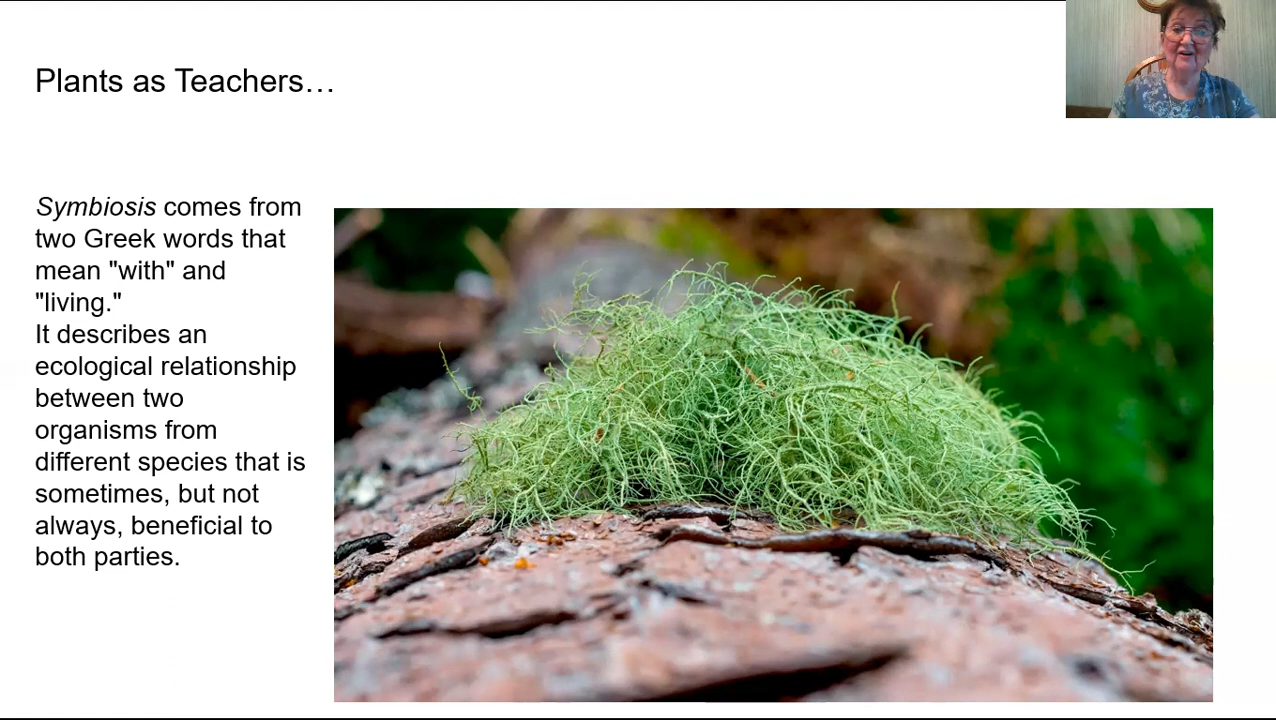 Plants as Teachers…
Symbiosis comes from
two Greek words that
mean "with" and
"living."
It describes an
ecological relationship
between two
organisms from
different species that is
sometimes, but not
always, beneficial to
both parties.